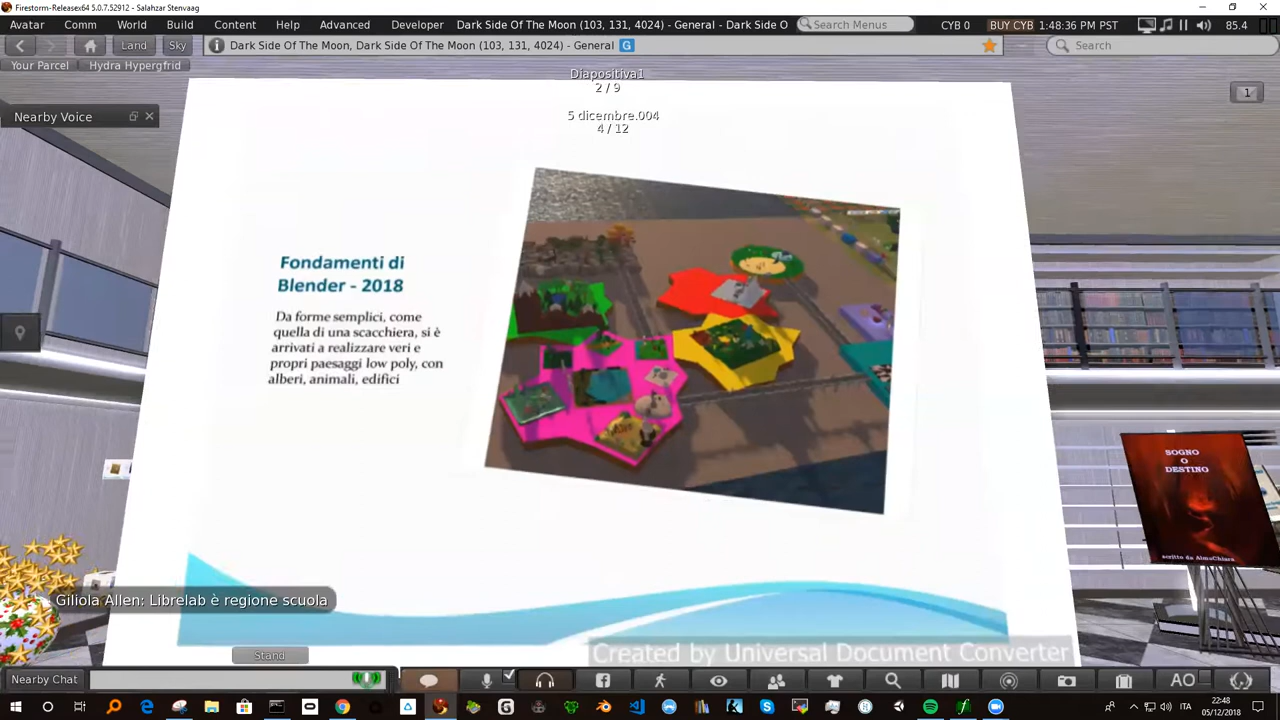 Firestorm-Releasex64 5.0.7.52912 - Salahzar Stenvaag
Avatar Comm World Build Content Help Advanced Developer Dark Side Of The Moon (103, 131, 4024) - General - Dark Side O Search Menus CYB 0 BUY CYB 1:48:36 PM PST 85.4
Land Sky Dark Side Of The Moon, Dark Side Of The Moon (103, 131, 4024) - General G Search
Your Parcel Hydra Hypergfrid
Diapositiva1
2 / 9
1
Nearby Voice
5 dicembre.004
4 / 12
Fondamenti di
Blender - 2018
Da forme semplici, come
quella di una scacchiera, si è
arrivati a realizzare veri e
propri paesaggi low poly, con
alberi, animali, edifici
SOGNO
O
DESTINO
scritto da AlmaChiara
Giliola Allen: Librelab è regione scuola
Created by Universal Document Converter
Stand
Nearby Chat
AO
22:48
ITA
05/12/2018